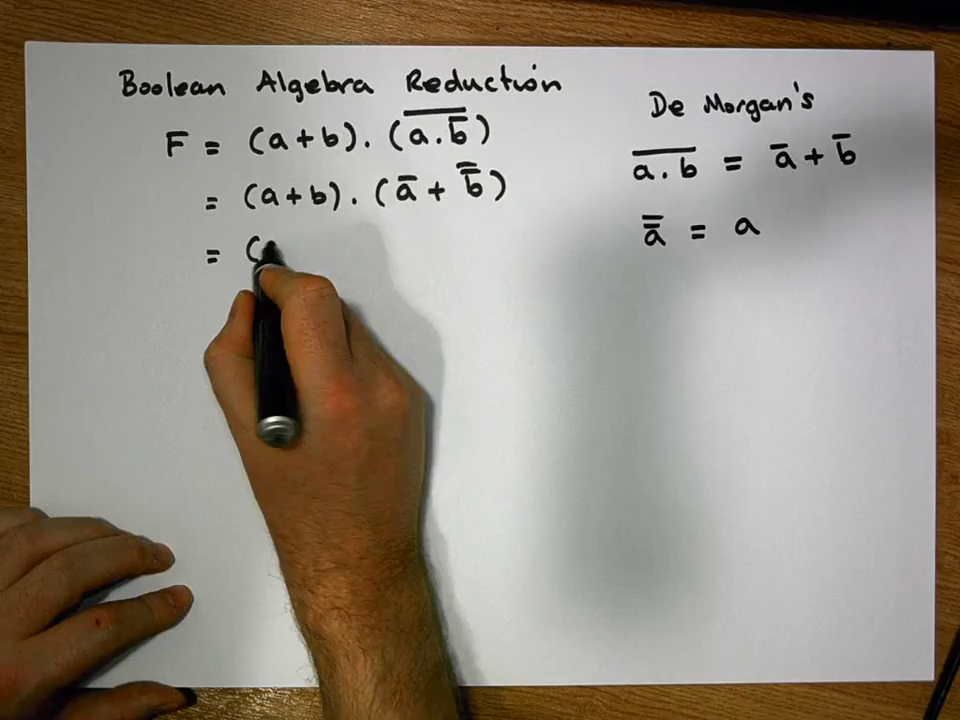 Boolean Algebra Reduction
F = (a+b).(a̅.̅b̅̅)
= (a+b).(a̅ + b̅̅)
= (
De Morgan's
a̅.̅b̅ = a̅ + b̅
a̅̅ = a